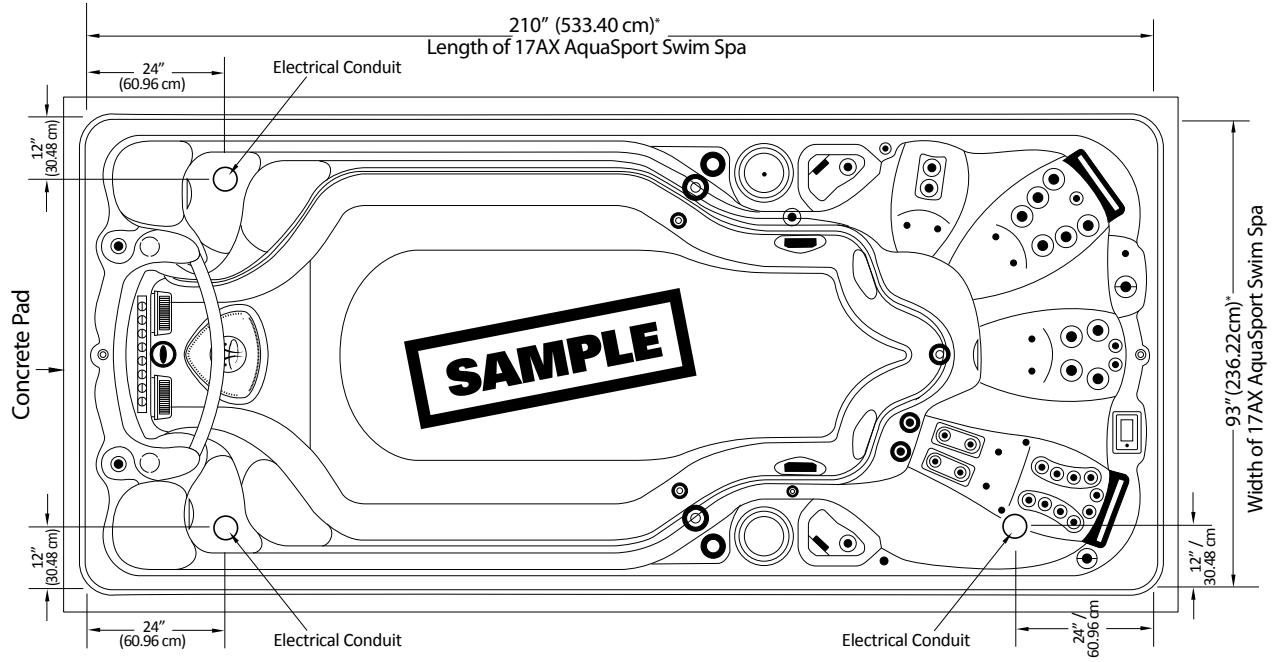 210” (533.40 cm)*
Length of 17AX AquaSport Swim Spa
24”
(60.96 cm)
Electrical Conduit
12”
(30.48 cm)
Concrete Pad
SAMPLE
93” (236.22cm)*
Width of 17AX AquaSport Swim Spa
12”
(30.48 cm)
12” /
30.48 cm
24”
(60.96 cm)
Electrical Conduit
Electrical Conduit
24” /
60.96 cm